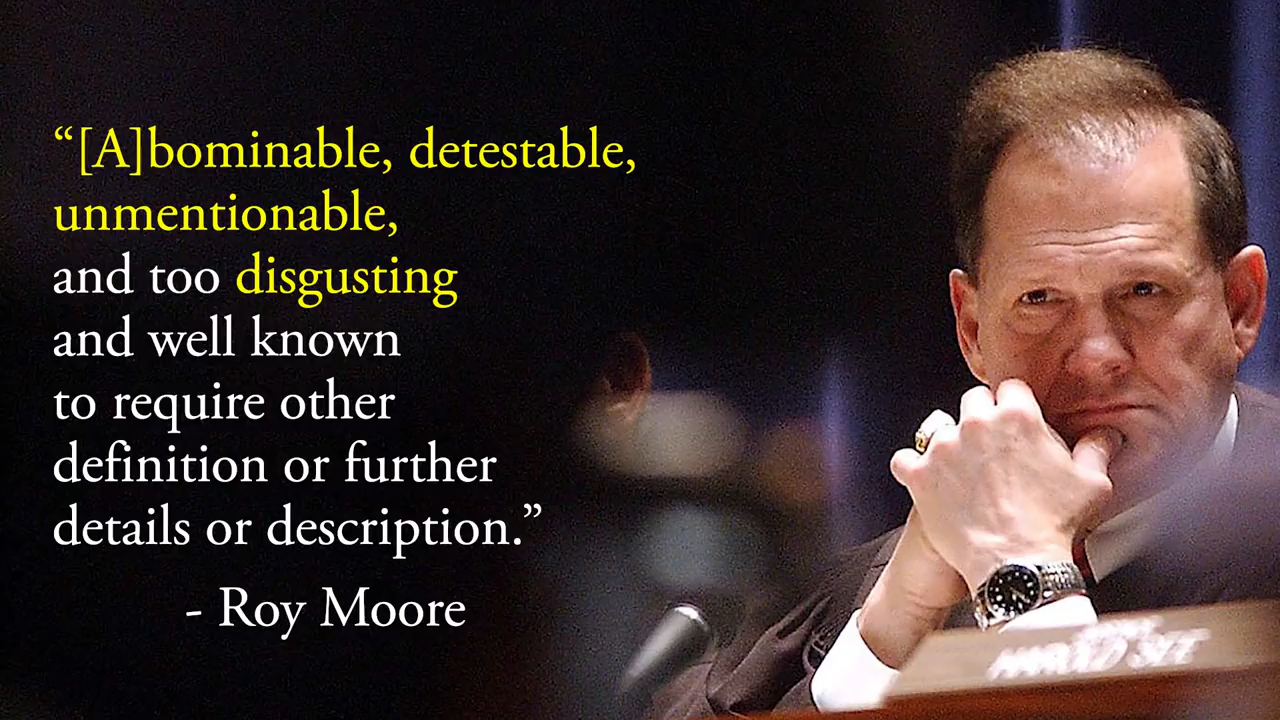 “[A]bominable, detestable,
unmentionable,
and too disgusting
and well known
to require other
definition or further
details or description.”
- Roy Moore